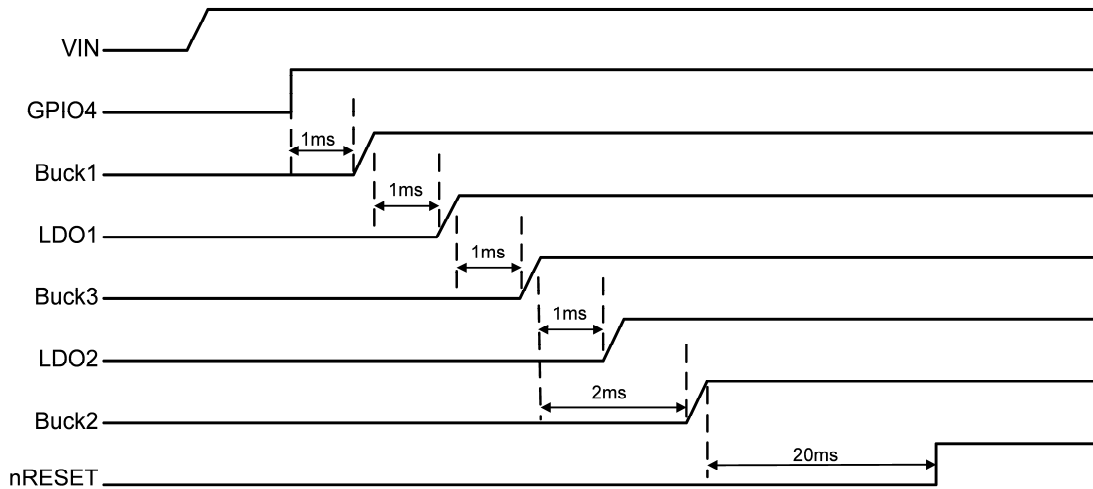 VIN
GPIO4
1ms
Buck1
1ms
LDO1
1ms
Buck3
1ms
LDO2
2ms
Buck2
20ms
nRESET